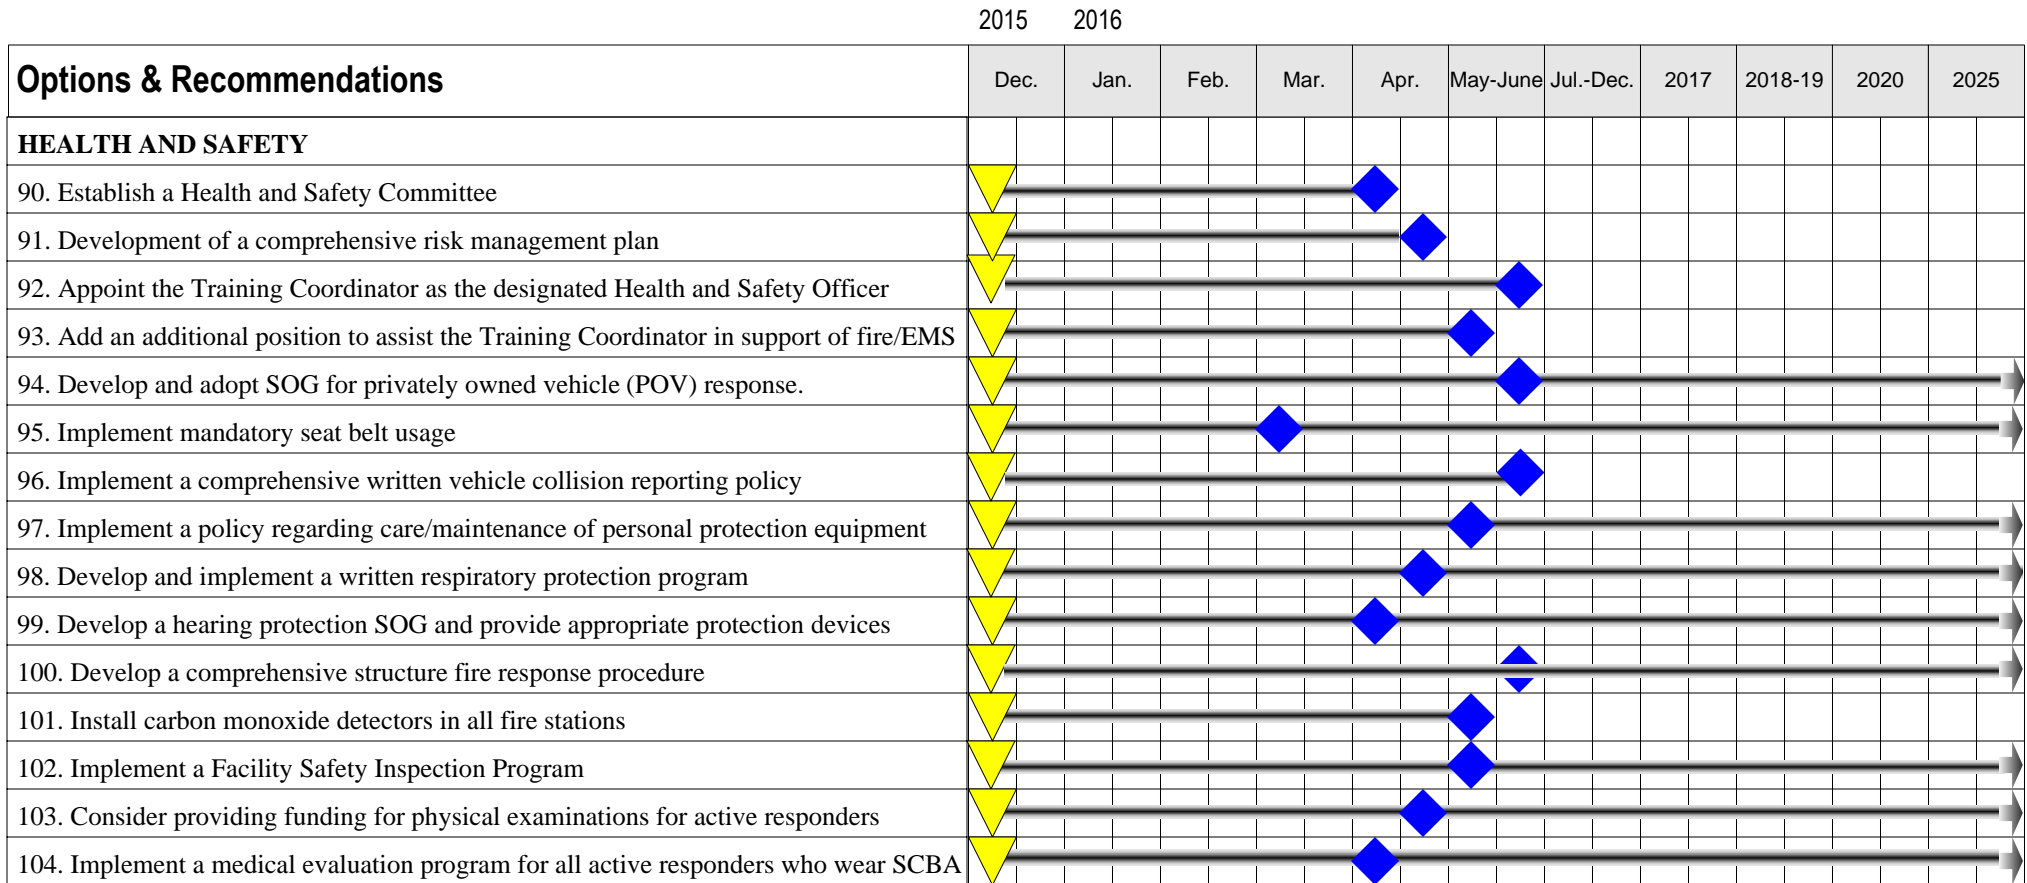 2015 2016
Options & Recommendations Dec. Jan. Feb. Mar. Apr. May-June Jul.-Dec. 2017 2018-19 2020 2025
HEALTH AND SAFETY
90. Establish a Health and Safety Committee
91. Development of a comprehensive risk management plan
92. Appoint the Training Coordinator as the designated Health and Safety Officer
93. Add an additional position to assist the Training Coordinator in support of fire/EMS
94. Develop and adopt SOG for privately owned vehicle (POV) response.
95. Implement mandatory seat belt usage
96. Implement a comprehensive written vehicle collision reporting policy
97. Implement a policy regarding care/maintenance of personal protection equipment
98. Develop and implement a written respiratory protection program
99. Develop a hearing protection SOG and provide appropriate protection devices
100. Develop a comprehensive structure fire response procedure
101. Install carbon monoxide detectors in all fire stations
102. Implement a Facility Safety Inspection Program
103. Consider providing funding for physical examinations for active responders
104. Implement a medical evaluation program for all active responders who wear SCBA